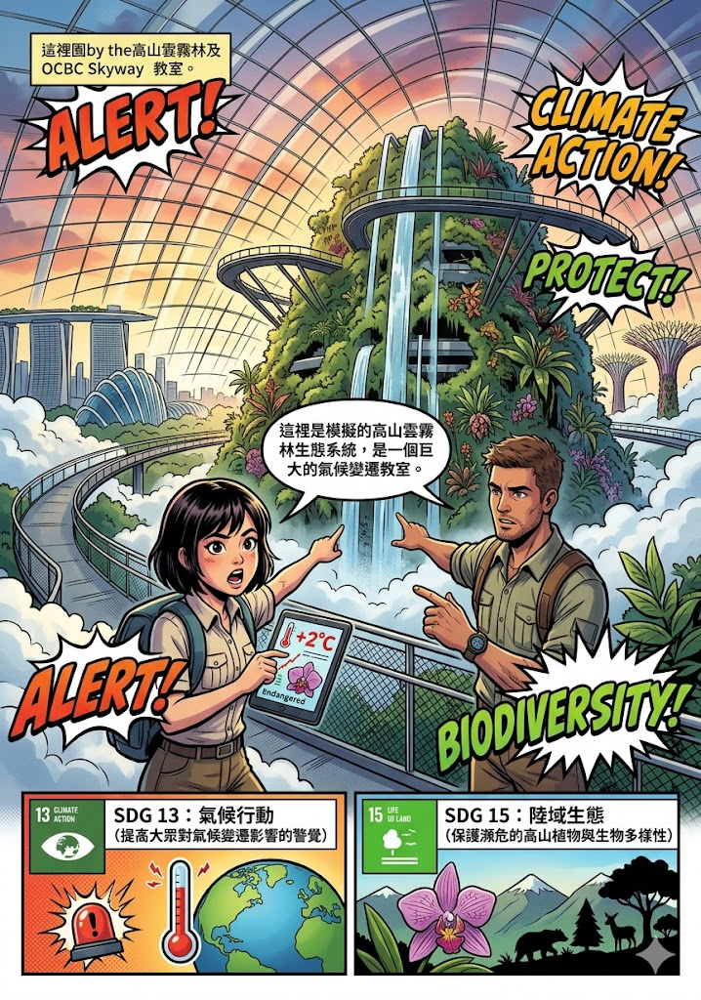 這裡園by the高山雲霧林及
OCBC Skyway 教室。
ALERT!
CLIMATE
ACTION!
PROTECT!
這裡是模擬的高山雲霧
林生態系統，是一個巨
大的氣候變遷教室。
+2°C
Endangered
ALERT!
BIODIVERSITY!
13 CLIMATE
ACTION
SDG 13：氣候行動
（提高大眾對氣候變遷影響的警覺）
15 LIFE
GO LAND
SDG 15：陸域生態
（保護瀕危的高山植物與生物多樣性）